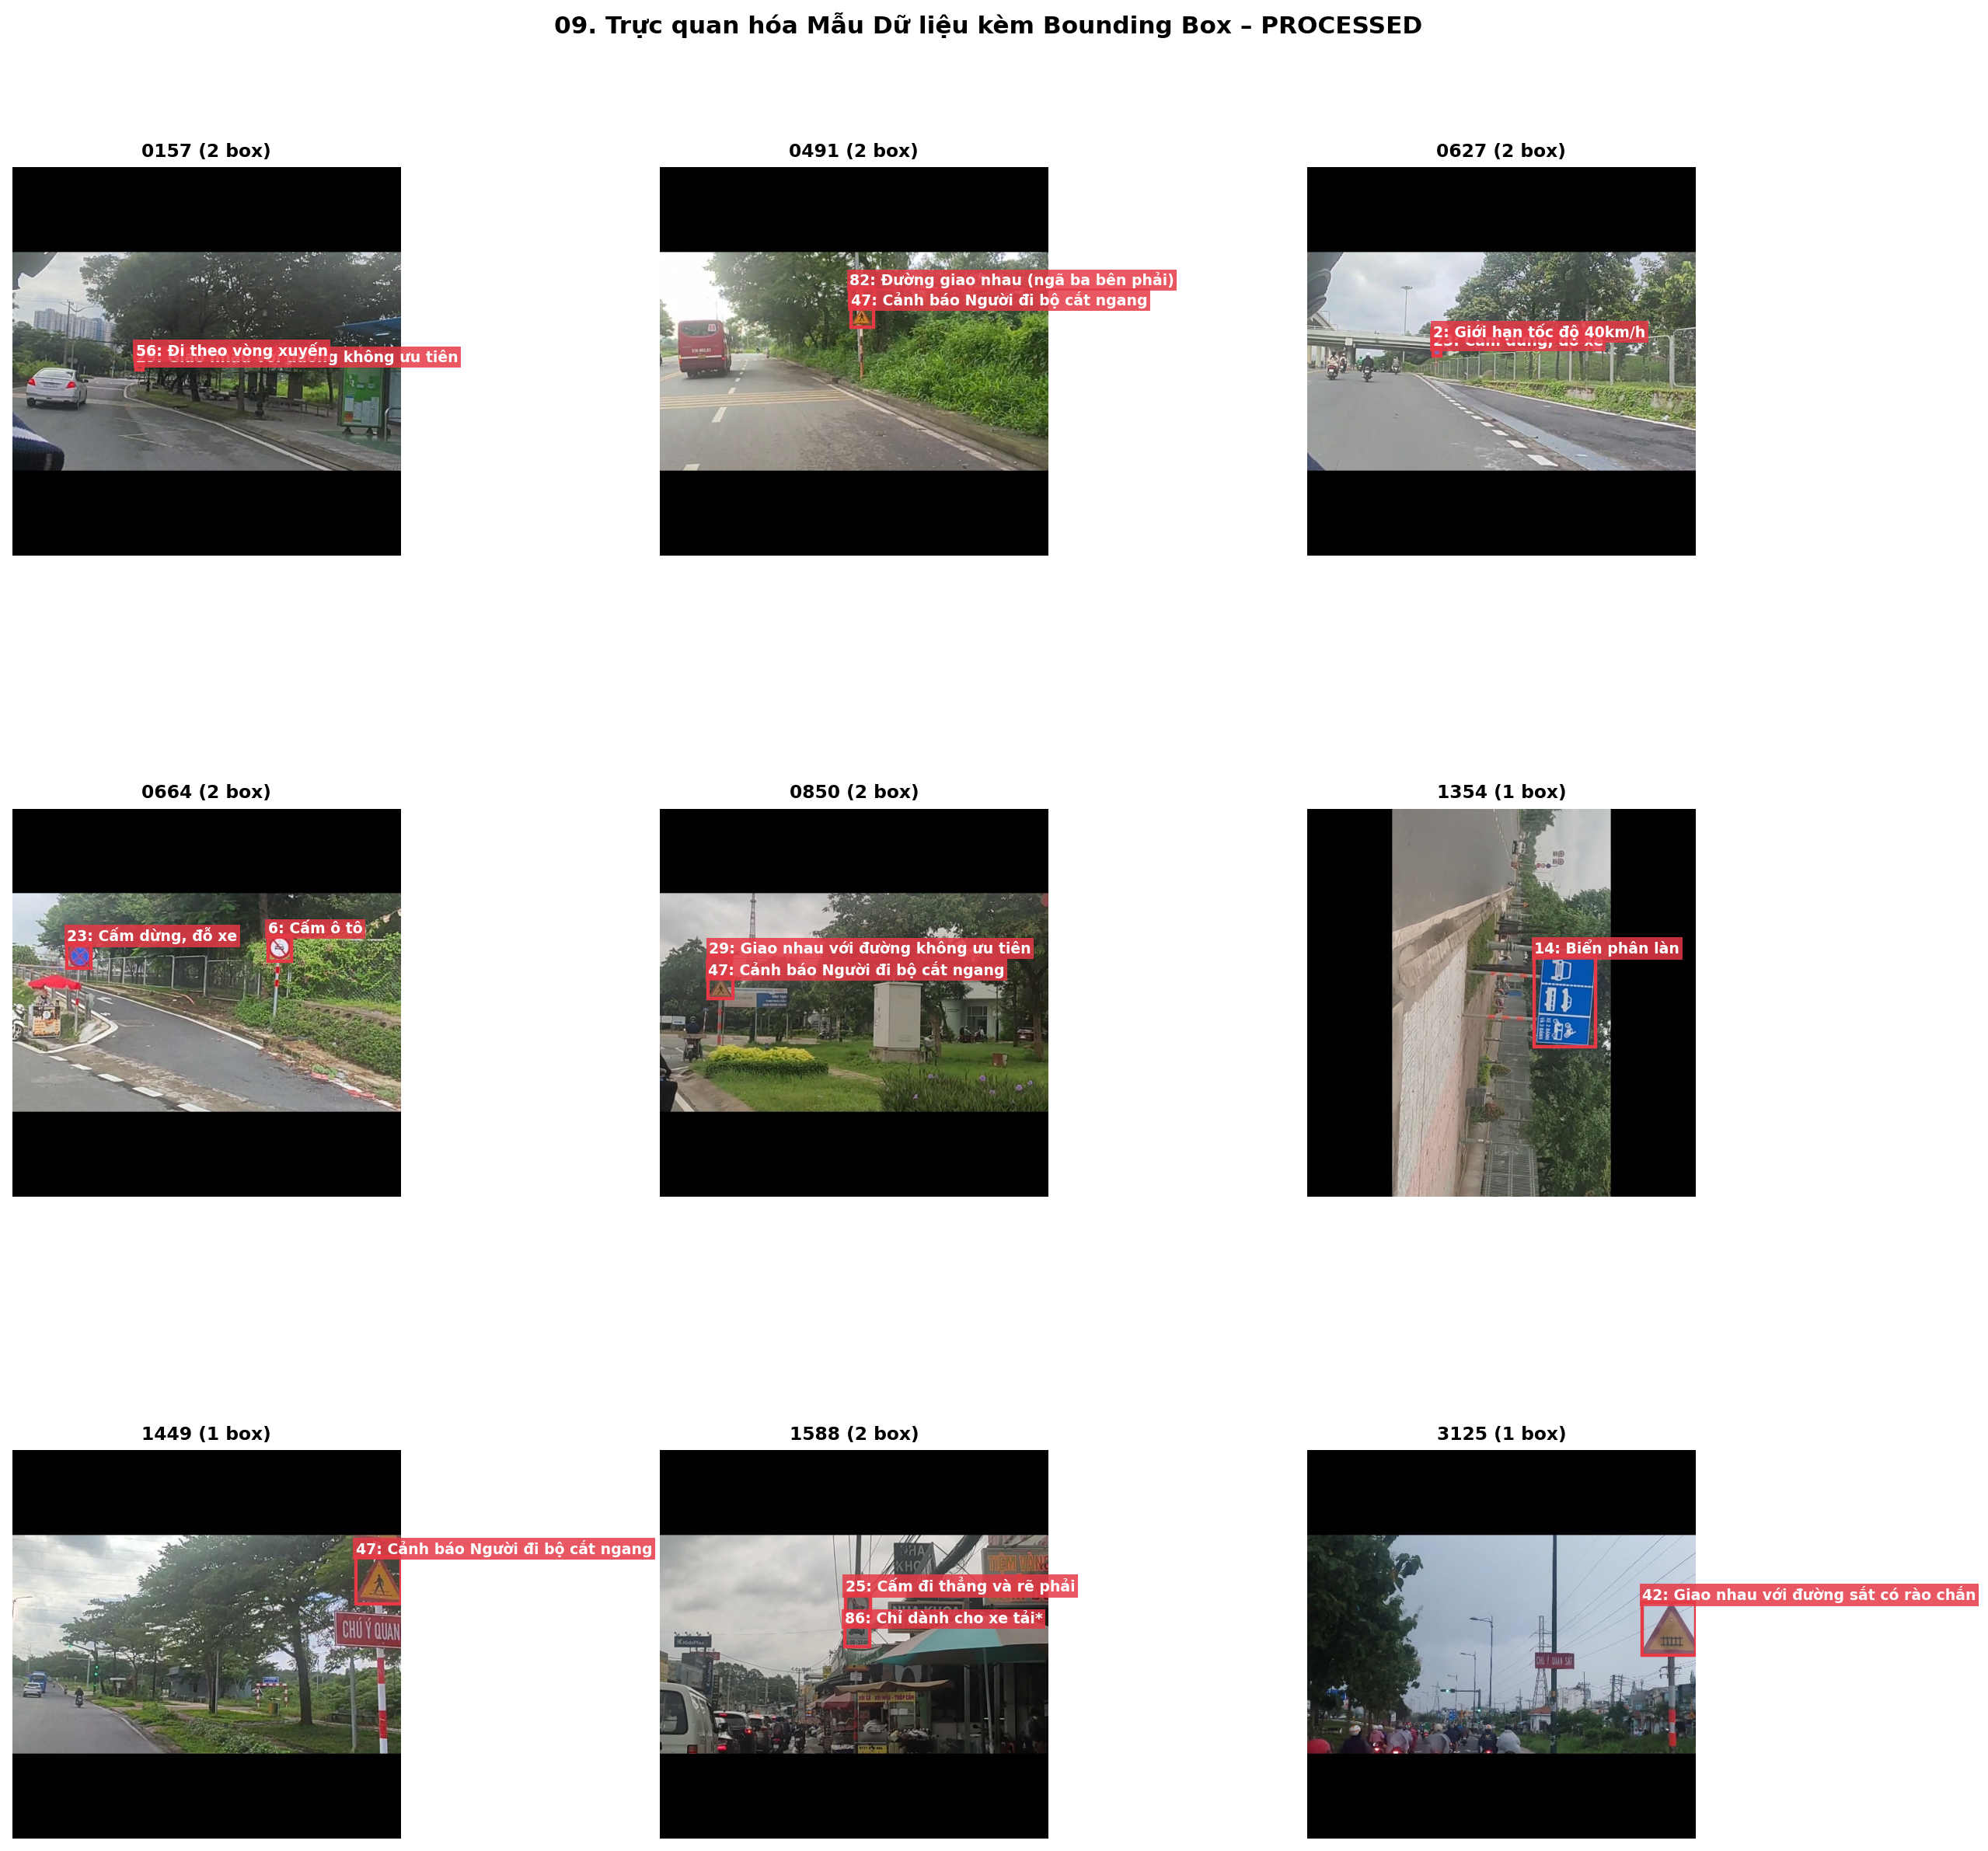 09. Trực quan hóa Mẫu Dữ liệu kèm Bounding Box – PROCESSED
0157 (2 box)
0491 (2 box)
0627 (2 box)
56: Đi theo vòng xuyến
không ưu tiên
82: Đường giao nhau (ngã ba bên phải)
47: Cảnh báo Người đi bộ cắt ngang
2: Giới hạn tốc độ 40km/h
0664 (2 box)
0850 (2 box)
1354 (1 box)
23: Cấm dừng, đỗ xe
6: Cấm ô tô
29: Giao nhau với đường không ưu tiên
47: Cảnh báo Người đi bộ cắt ngang
14: Biển phân làn
1449 (1 box)
1588 (2 box)
3125 (1 box)
47: Cảnh báo Người đi bộ cắt ngang
CHÚ Ý QUAN
NHA
KHOA
25: Cấm đi thẳng và rẽ phải
86: Chỉ dành cho xe tải*
42: Giao nhau với đường sắt có rào chắn
CHÚ Ý QUAN SÁT